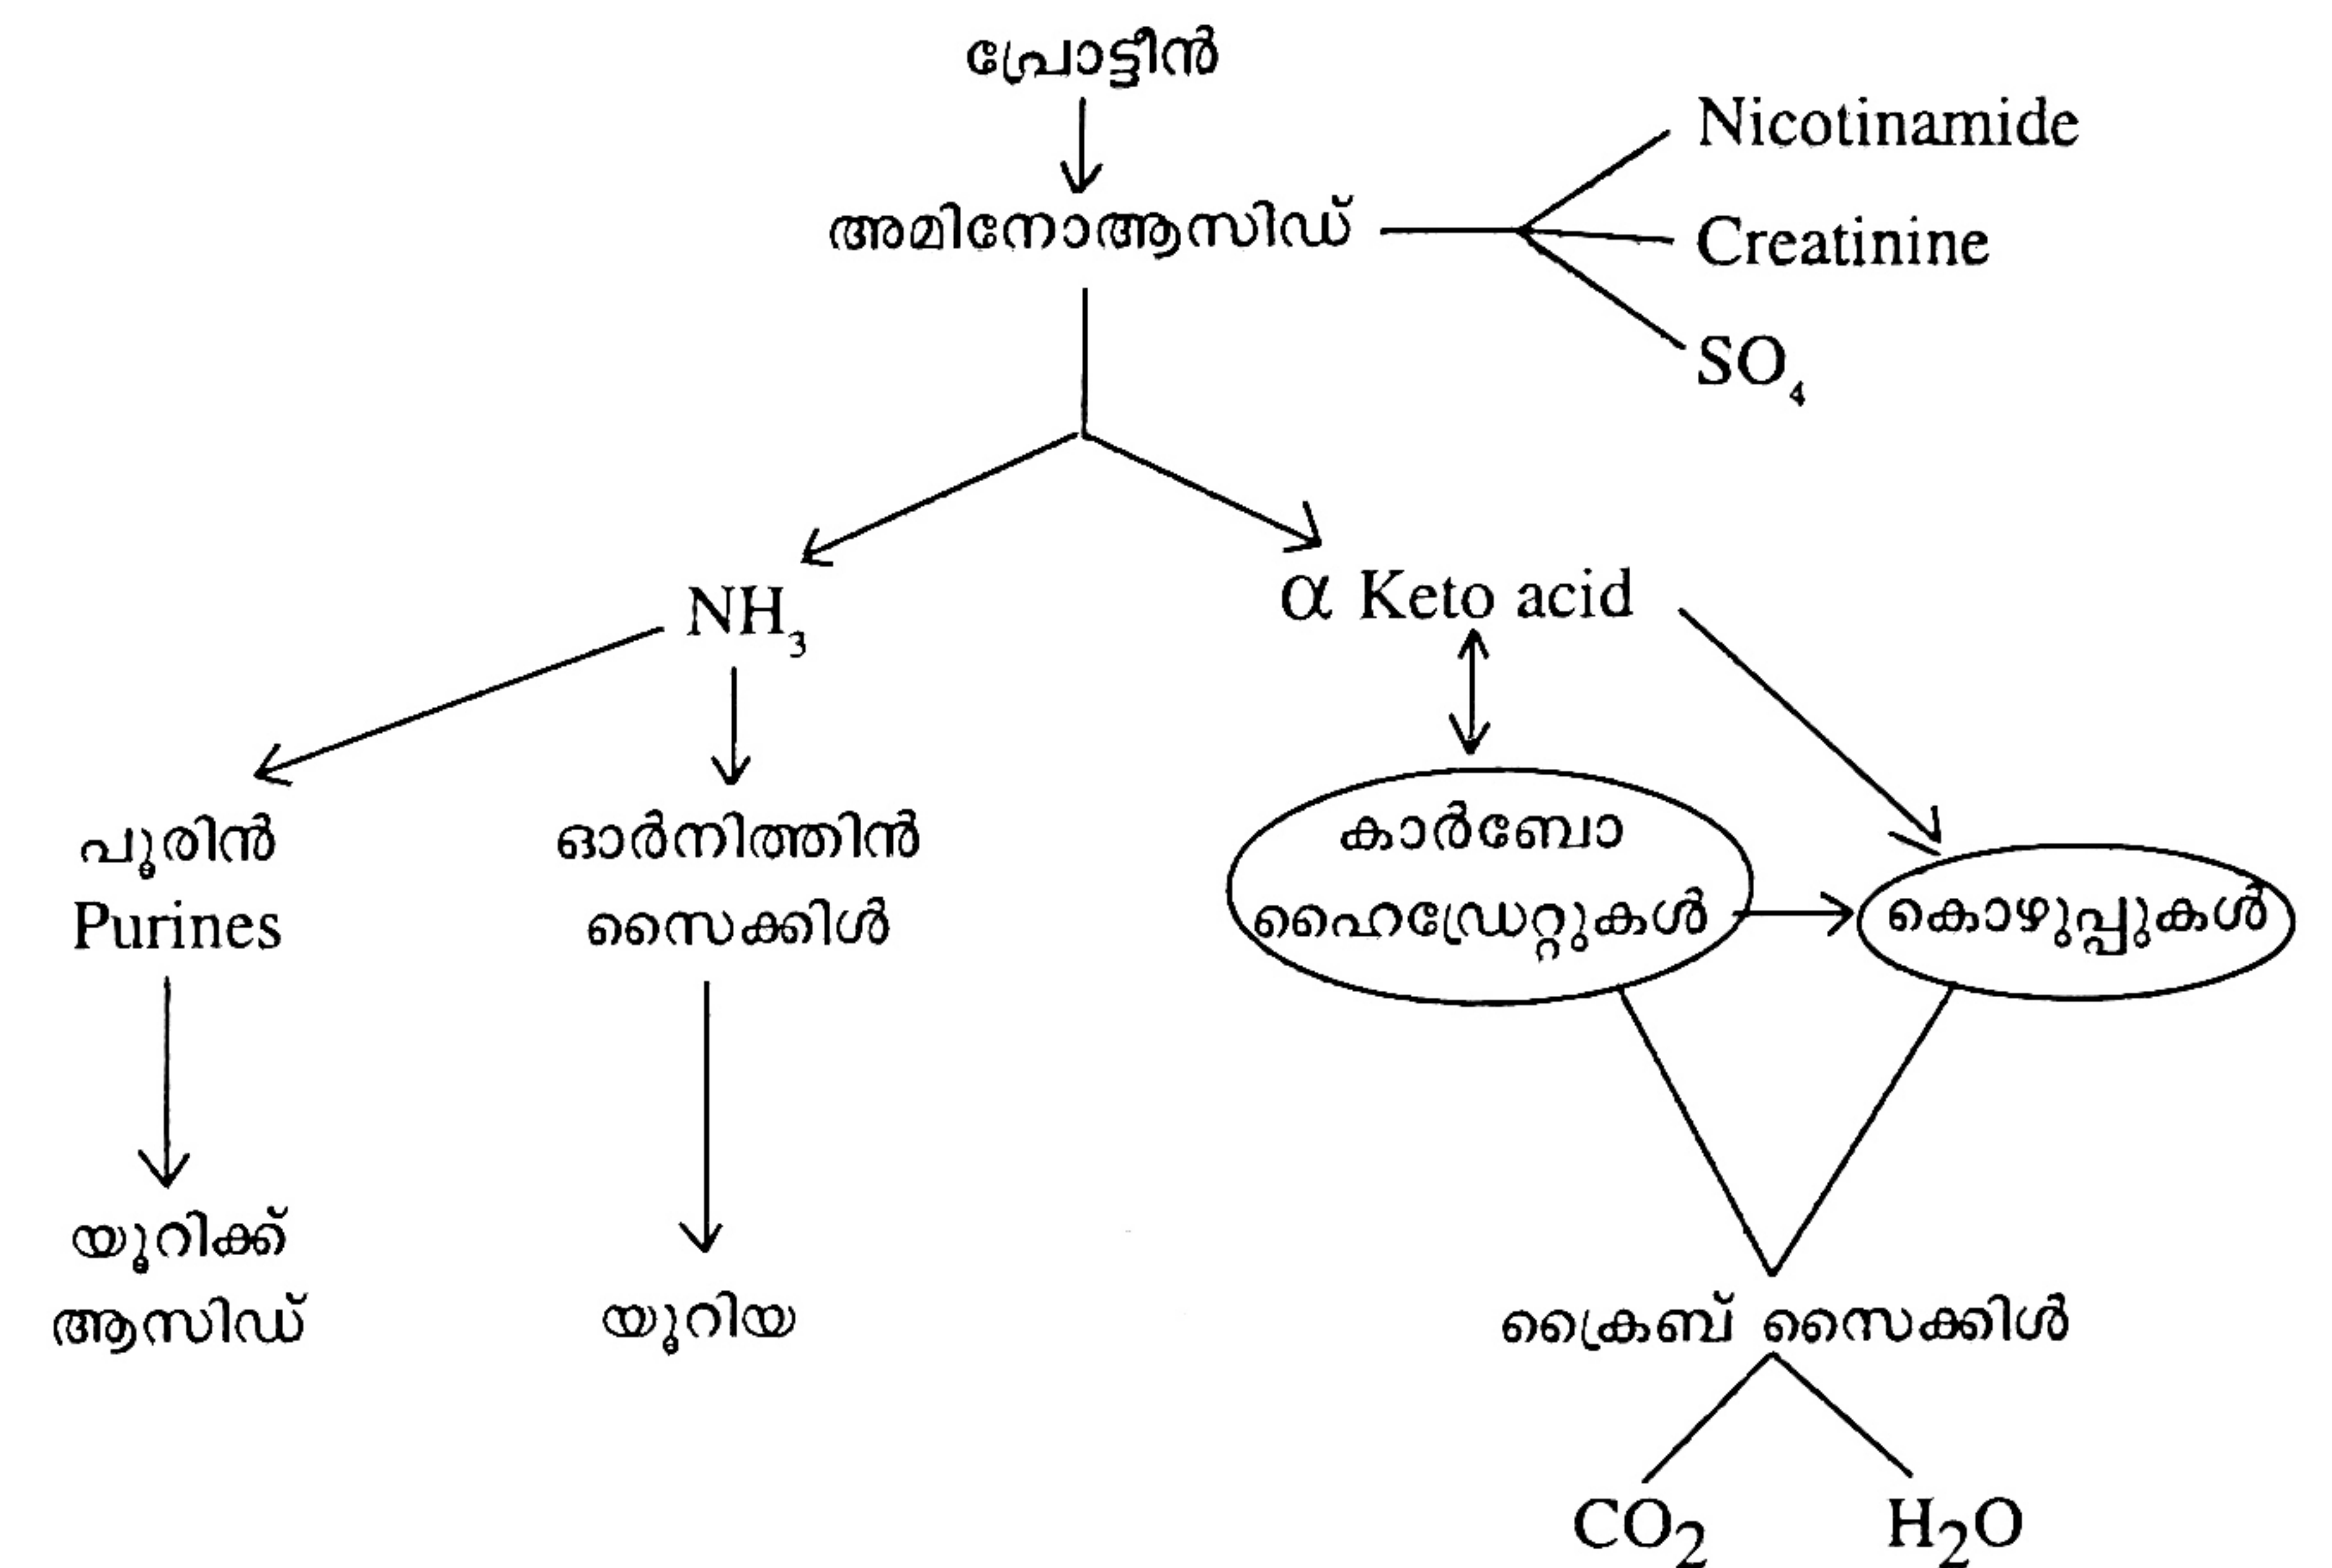 പ്രോട്ടീൻ
Nicotinamide
അമിനോആസിഡ്
Creatinine
SO₄
NH₃
α Keto acid
പൂരിൻ
Purines
ഓർനിത്തിൻ
സൈക്കിൾ
കാർബോ
ഹൈഡ്രേറ്റുകൾ
കൊഴുപ്പുകൾ
യൂറിക്ക്
ആസിഡ്
യൂറിയ
ക്രൈബ് സൈക്കിൾ
CO₂
H₂O